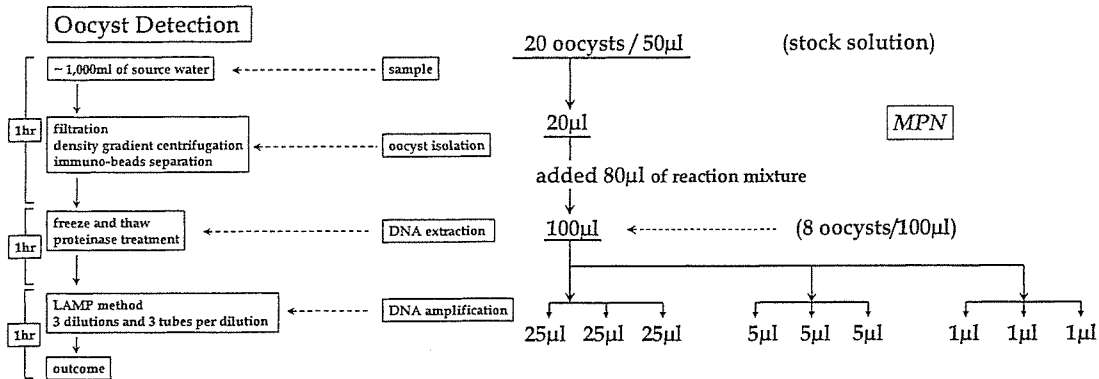 Oocyst Detection
~ 1,000ml of source water
sample
1hr
filtration
density gradient centrifugation
immuno-beads separation
oocyst isolation
1hr
freeze and thaw
proteinase treatment
DNA extraction
1hr
LAMP method
3 dilutions and 3 tubes per dilution
DNA amplification
outcome
20 oocysts / 50µl
(stock solution)
20µl
MPN
added 80µl of reaction mixture
100µl
(8 oocysts/100µl)
25µl 25µl 25µl
5µl 5µl 5µl
1µl 1µl 1µl